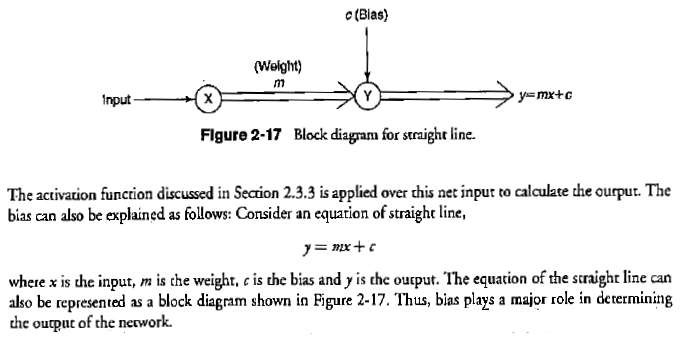 c (Bias)
(Weight)
m
Input
X
Y
y=mx+c
Figure 2-17 Block diagram for straight line.
The activation function discussed in Section 2.3.3 is applied over this net input to calculate the output. The
bias can also be explained as follows: Consider an equation of straight line,
y = mx + c
where x is the input, m is the weight, c is the bias and y is the output. The equation of the straight line can
also be represented as a block diagram shown in Figure 2-17. Thus, bias plays a major role in determining
the output of the network.